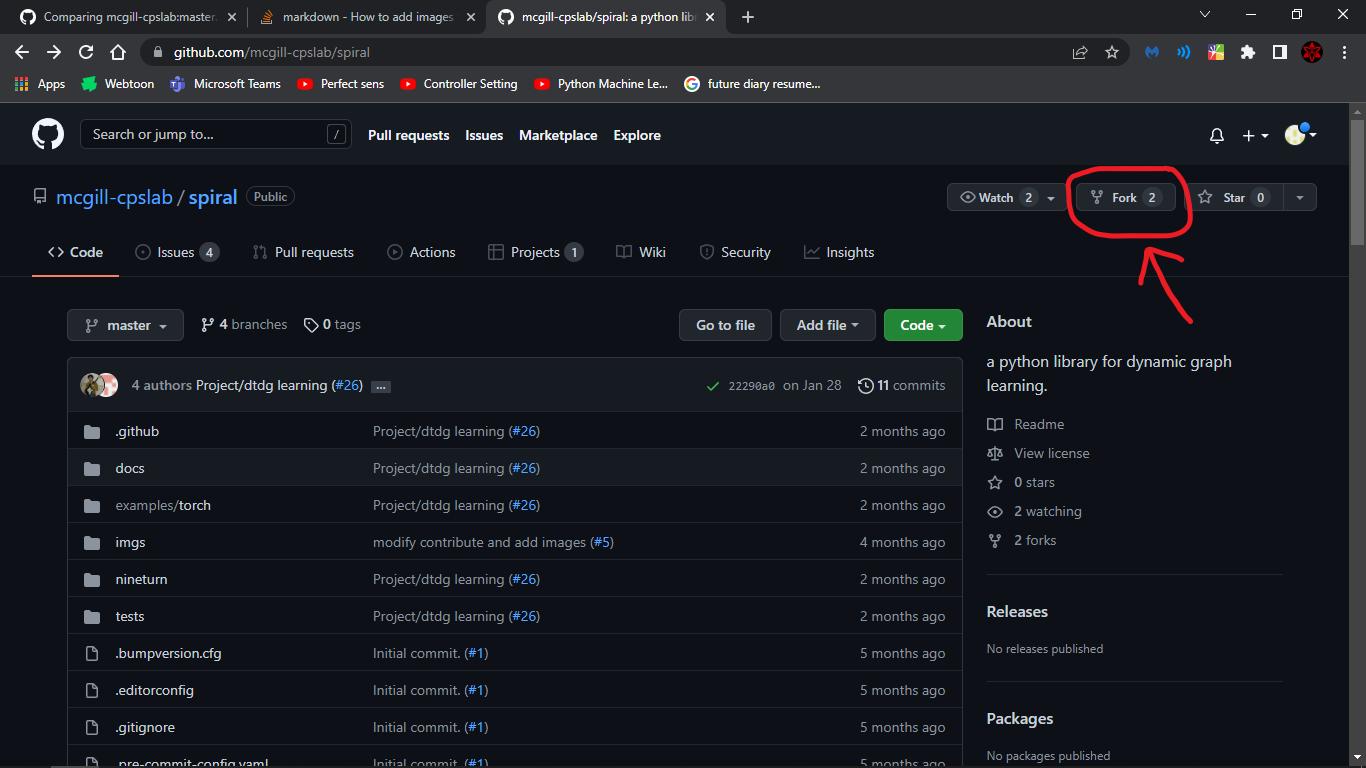 Comparing mcgill-cpslab:master.
markdown - How to add images
mcgill-cpslab/spiral: a python lib
github.com/mcgill-cpslab/spiral
Apps Webtoon Microsoft Teams Perfect sens Controller Setting Python Machine Le... future diary resume...
Search or jump to... /
Pull requests Issues Marketplace Explore
mcgill-cpslab / spiral Public
Watch 2 Fork 2 Star 0
Code Issues 4 Pull requests Actions Projects 1 Wiki Security Insights
master 4 branches 0 tags
Go to file Add file Code
4 authors Project/dtdg learning (#26) ... 22290a0 on Jan 28 11 commits
.github Project/dtdg learning (#26) 2 months ago
docs Project/dtdg learning (#26) 2 months ago
examples/torch Project/dtdg learning (#26) 2 months ago
imgs modify contribute and add images (#5) 4 months ago
nineturn Project/dtdg learning (#26) 2 months ago
tests Project/dtdg learning (#26) 2 months ago
.bumpversion.cfg Initial commit. (#1) 5 months ago
.editorconfig Initial commit. (#1) 5 months ago
.gitignore Initial commit. (#1) 5 months ago
.pre-commit-config.yaml Initial commit. (#1) 5 months ago
About
a python library for dynamic graph
learning.
Readme
View license
0 stars
2 watching
2 forks
Releases
No releases published
Packages
No packages published